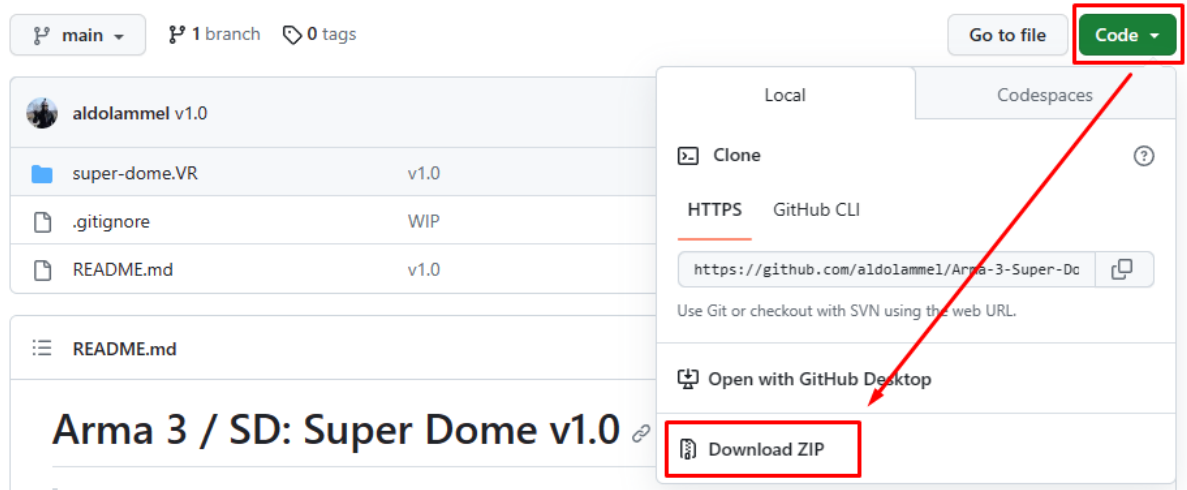 main 1 branch 0 tags Go to file Code
Local Codespaces
aldolammel v1.0
Clone
super-dome.VR v1.0
HTTPS GitHub CLI
.gitignore WIP
README.md v1.0
https://github.com/aldolammel/Arma-3-Super-Do
Use Git or checkout with SVN using the web URL.
README.md
Open with GitHub Desktop
Arma 3 / SD: Super Dome v1.0
Download ZIP